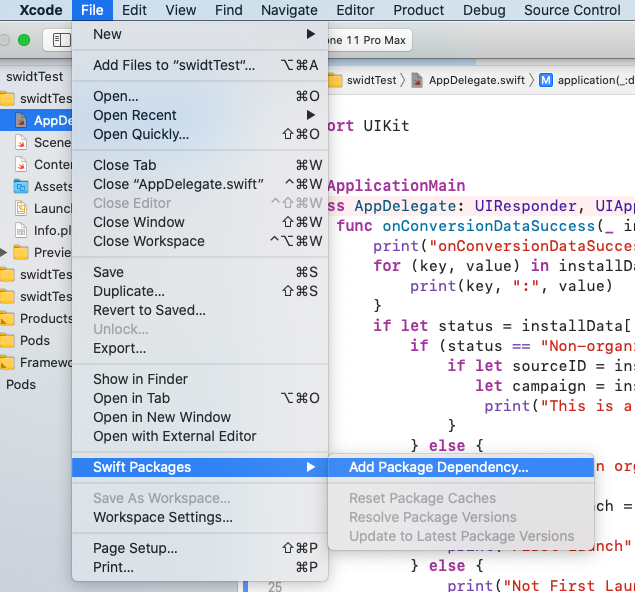 Xcode File Edit View Find Navigate Editor Product Debug Source Control
ne 11 Pro Max
New
Add Files to “swidtTest”... ⌥⌘A
Open... ⌘O
Open Recent
Open Quickly... ⇧⌘O
Close Tab ⌘W
Close “AppDelegate.swift” ^⌘W
Close Editor ^⇧⌘W
Close Window ⇧⌘W
Close Workspace ^⌥⌘W
Save ⌘S
Duplicate... ⇧⌘S
Revert to Saved...
Unlock...
Export...
Show in Finder
Open in Tab ⌥⌘O
Open in New Window
Open with External Editor
Swift Packages
Save As Workspace...
Workspace Settings...
Page Setup... ⇧⌘P
Print... ⌘P
Add Package Dependency...
Reset Package Caches
Resolve Package Versions
Update to Latest Package Versions
swidtTest
swidtTes
AppDe
Scene
Conter
Assets
Launc
Info.pl
Previe
swidtTes
swidtTes
Products
Pods
Framewo
Pods
swidtTest 〉 AppDelegate.swift 〉 M application(_:d
ort UIKit
ApplicationMain
ss AppDelegate: UIResponder, UIApp
func onConversionDataSuccess(_ in
print("onConversionDataSucces
for (key, value) in installDa
print(key, ":", value)
}
if let status = installData[
if (status == "Non-organi
if let sourceID = ins
let campaign = ins
print("This is a
}
} else {
n org
ch =
print("First Launch"
} else {
25 print("Not First Laun